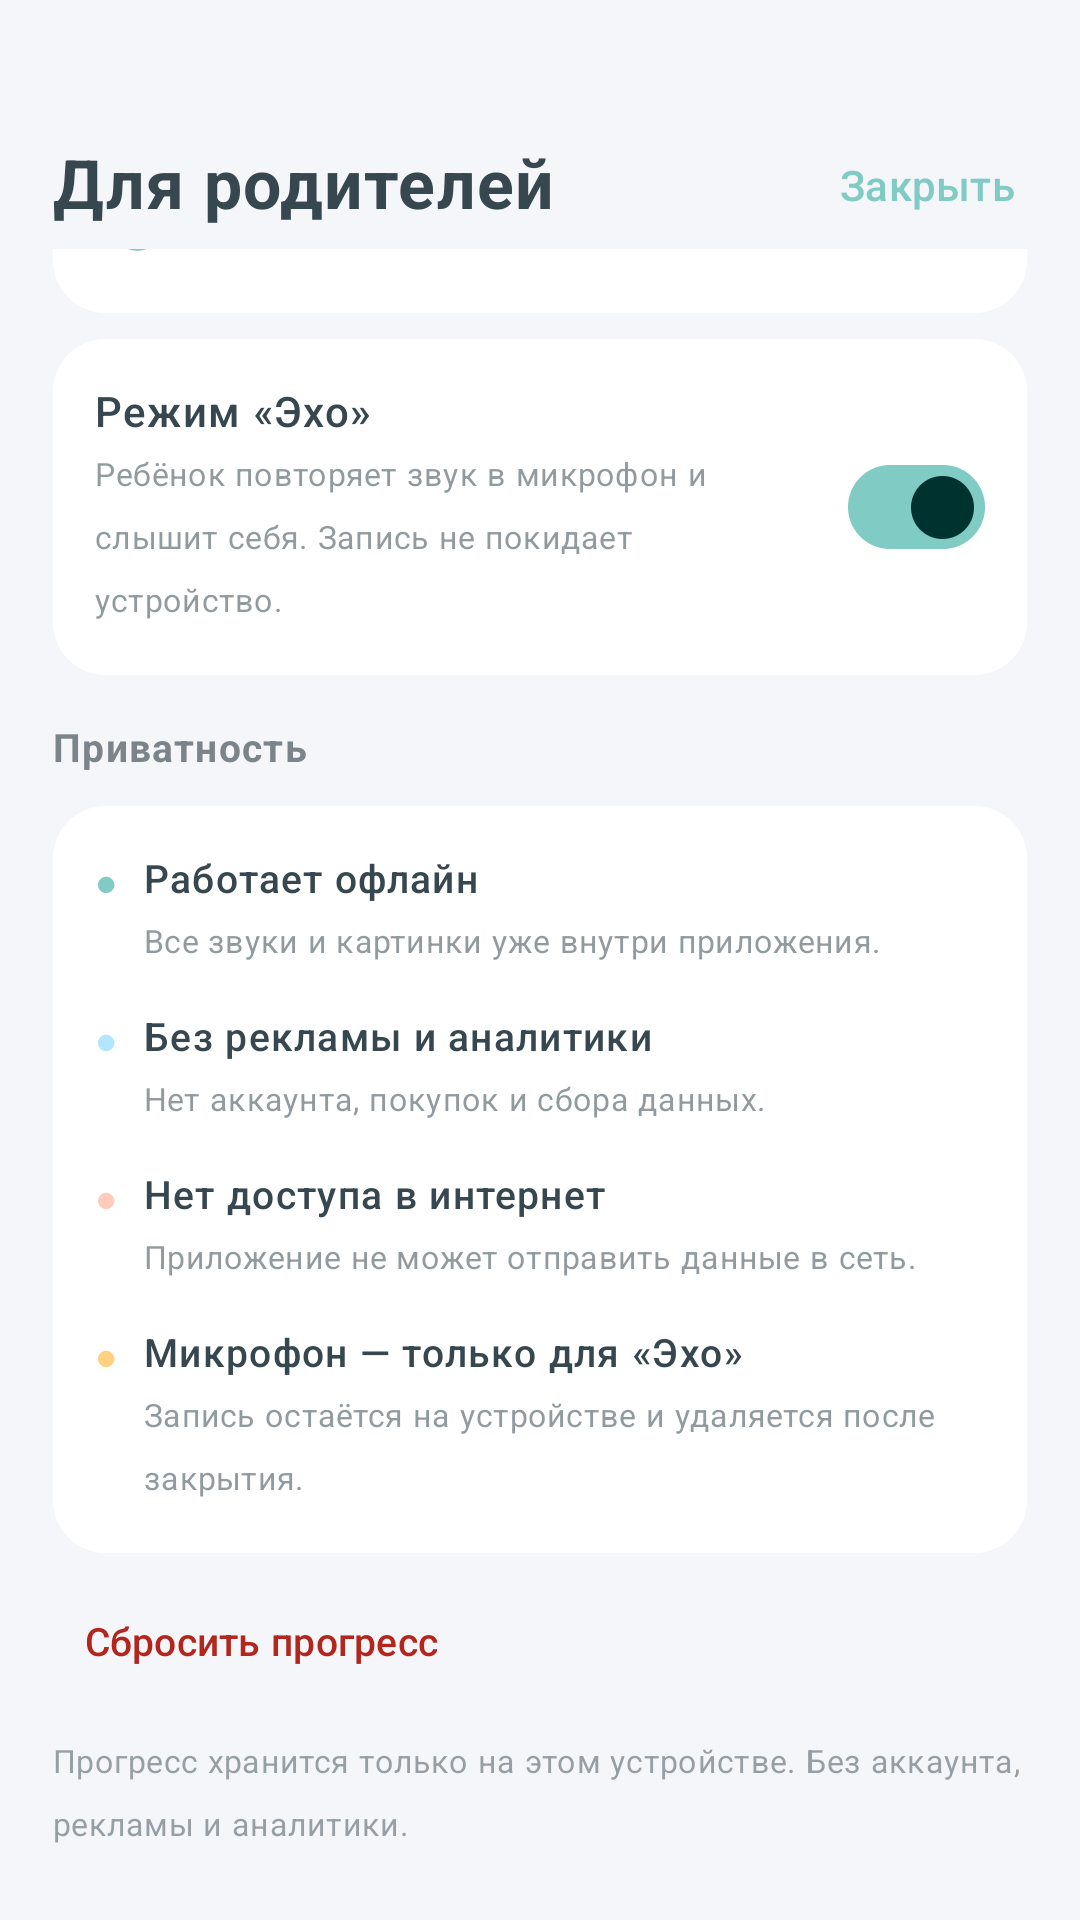 Для родителей
Закрыть
Режим «Эхо»
Ребёнок повторяет звук в микрофон и
слышит себя. Запись не покидает
устройство.
Приватность
Работает офлайн
Все звуки и картинки уже внутри приложения.
Без рекламы и аналитики
Нет аккаунта, покупок и сбора данных.
Нет доступа в интернет
Приложение не может отправить данные в сеть.
Микрофон — только для «Эхо»
Запись остаётся на устройстве и удаляется после
закрытия.
Сбросить прогресс
Прогресс хранится только на этом устройстве. Без аккаунта,
рекламы и аналитики.